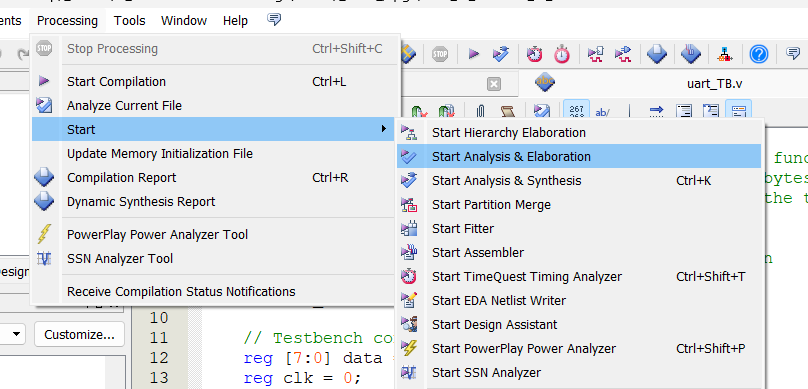 ents Processing Tools Window Help
Stop Processing Ctrl+Shift+C
Start Compilation Ctrl+L
Analyze Current File
Start
Update Memory Initialization File
Compilation Report Ctrl+R
Dynamic Synthesis Report
PowerPlay Power Analyzer Tool
SSN Analyzer Tool
Receive Compilation Status Notifications
uart_TB.v
267
ab/
Start Hierarchy Elaboration
Start Analysis & Elaboration
Start Analysis & Synthesis Ctrl+K
Start Partition Merge
Start Fitter
Start Assembler
Start TimeQuest Timing Analyzer Ctrl+Shift+T
Start EDA Netlist Writer
Start Design Assistant
Start PowerPlay Power Analyzer Ctrl+Shift+P
Start SSN Analyzer
func
bytes
the t
n
Design
Customize...
10
11 // Testbench co
12 reg [7:0] data
13 reg clk = 0;